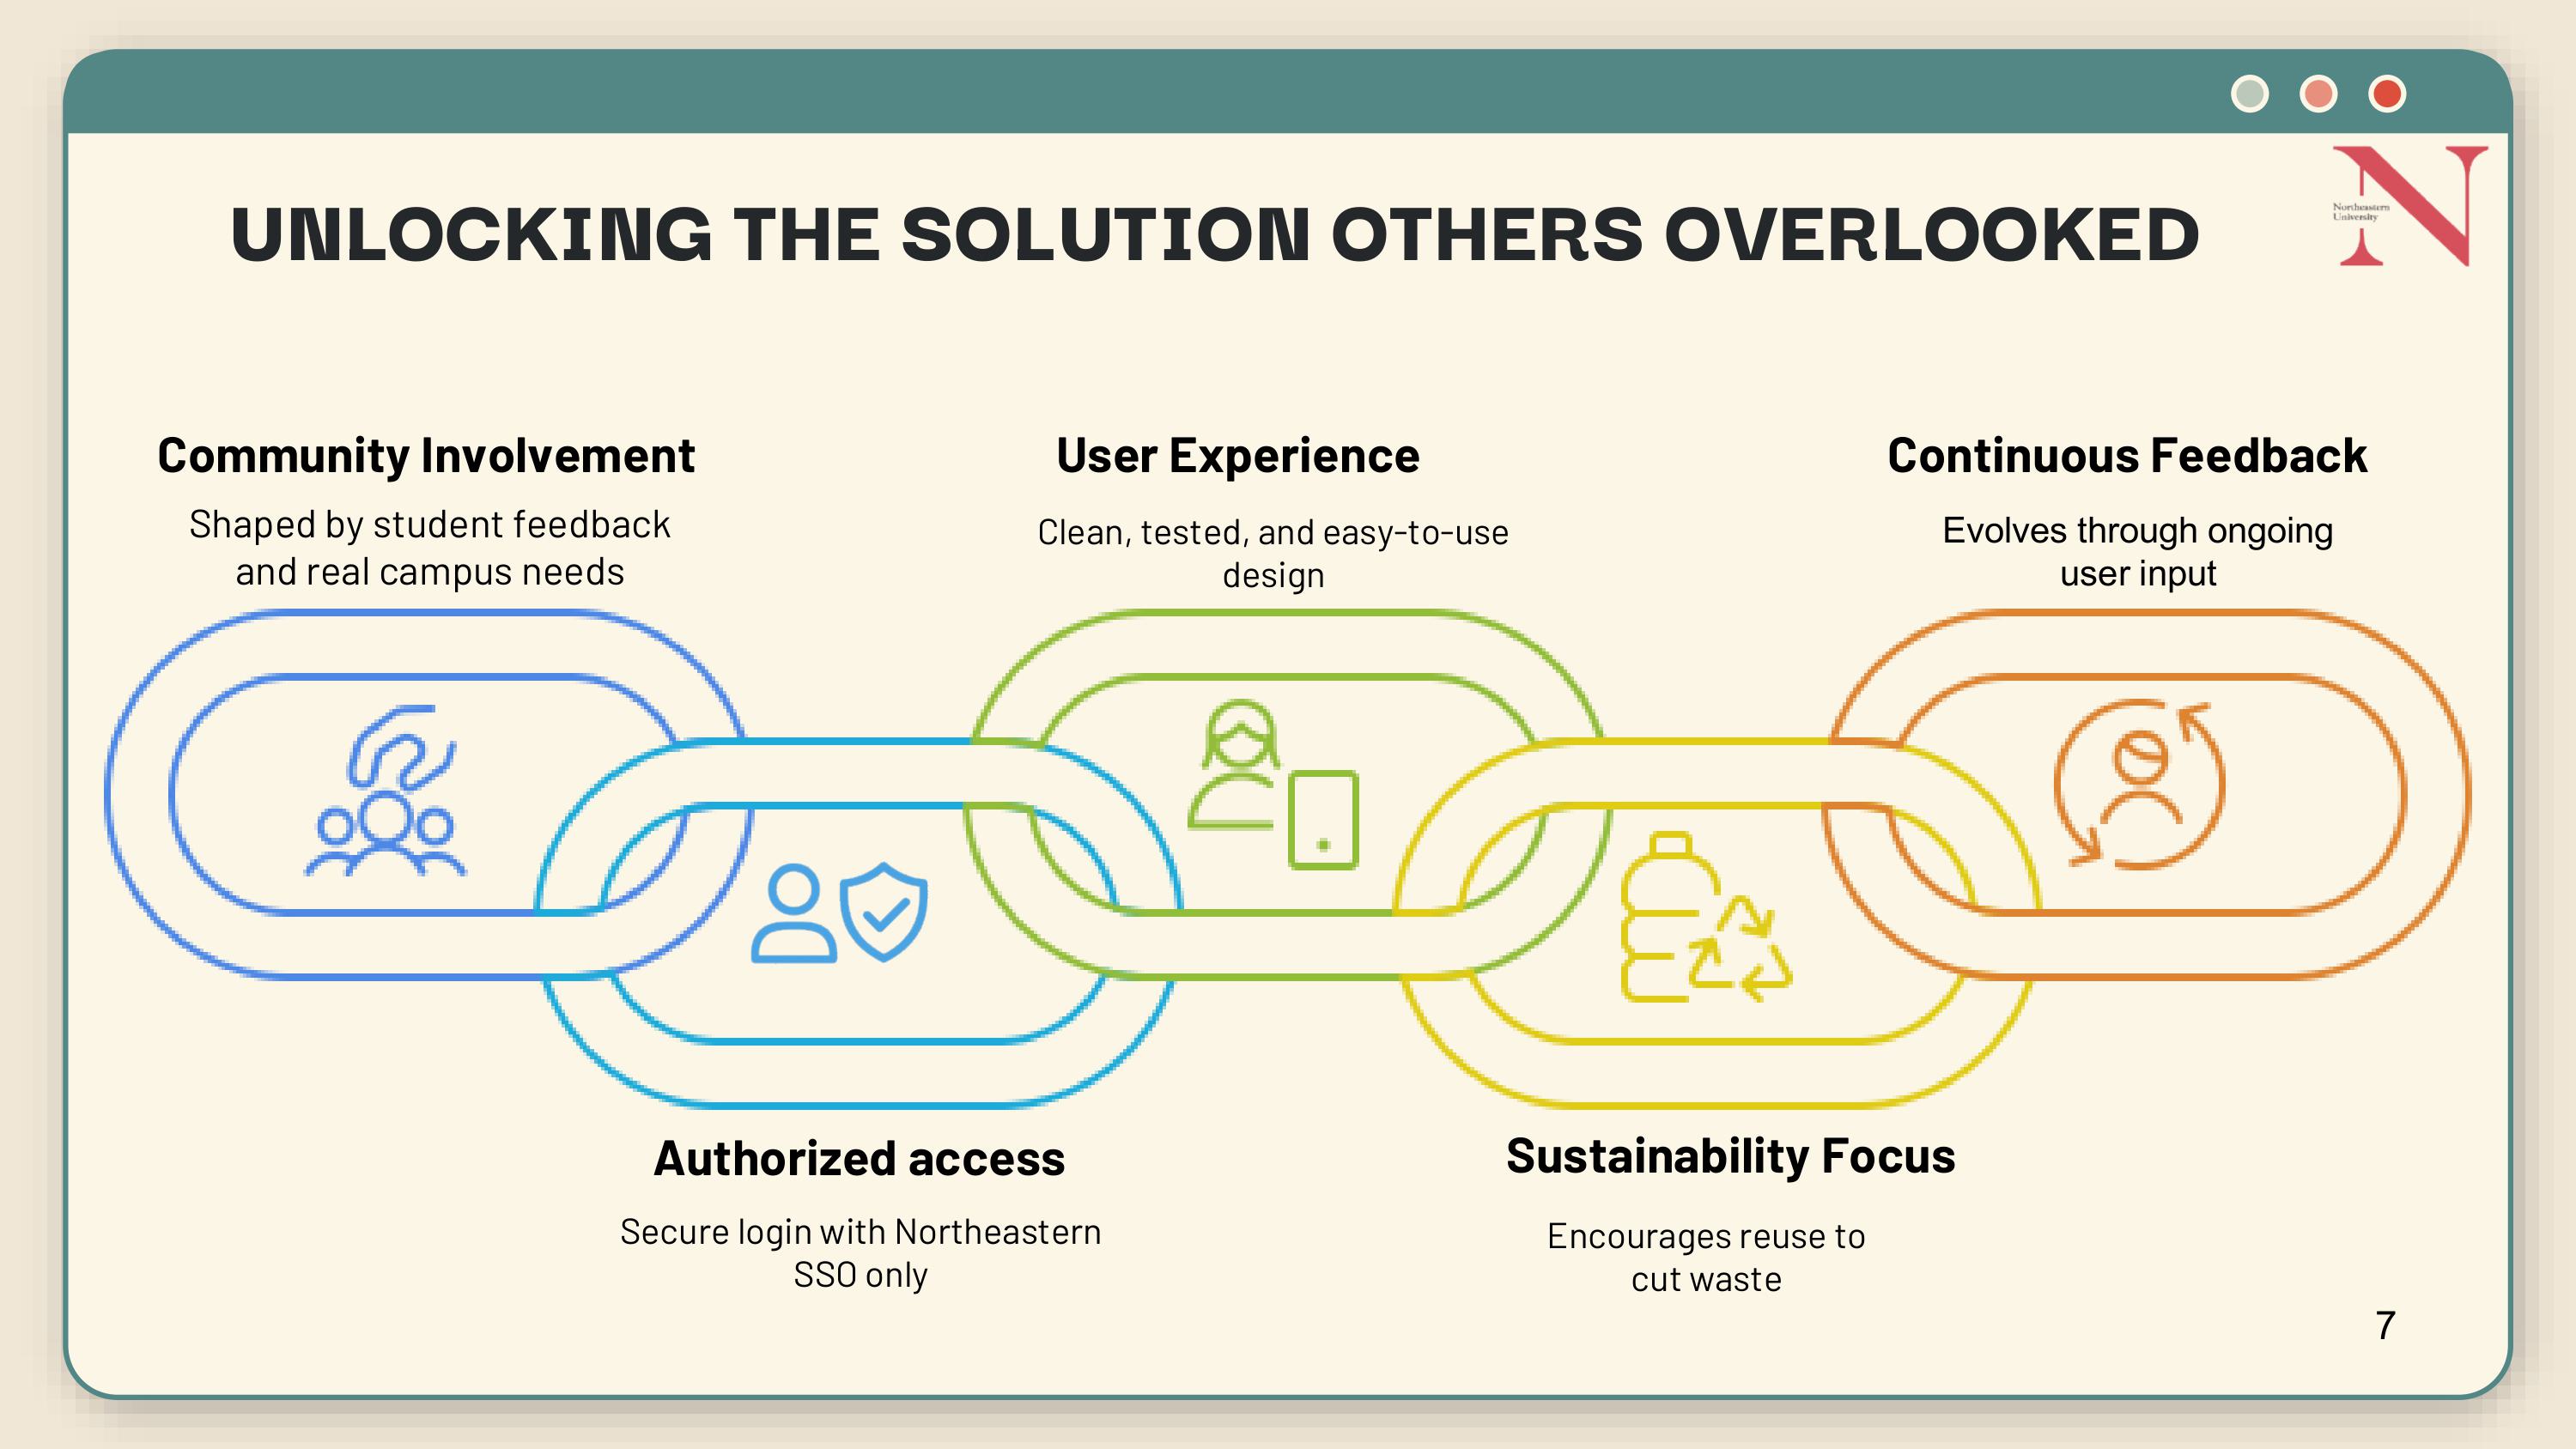 UNLOCKING THE SOLUTION OTHERS OVERLOOKED
Northeastern
University
Community Involvement
Shaped by student feedback
and real campus needs
User Experience
Clean, tested, and easy-to-use
design
Continuous Feedback
Evolves through ongoing
user input
Authorized access
Secure login with Northeastern
SSO only
Sustainability Focus
Encourages reuse to
cut waste
7